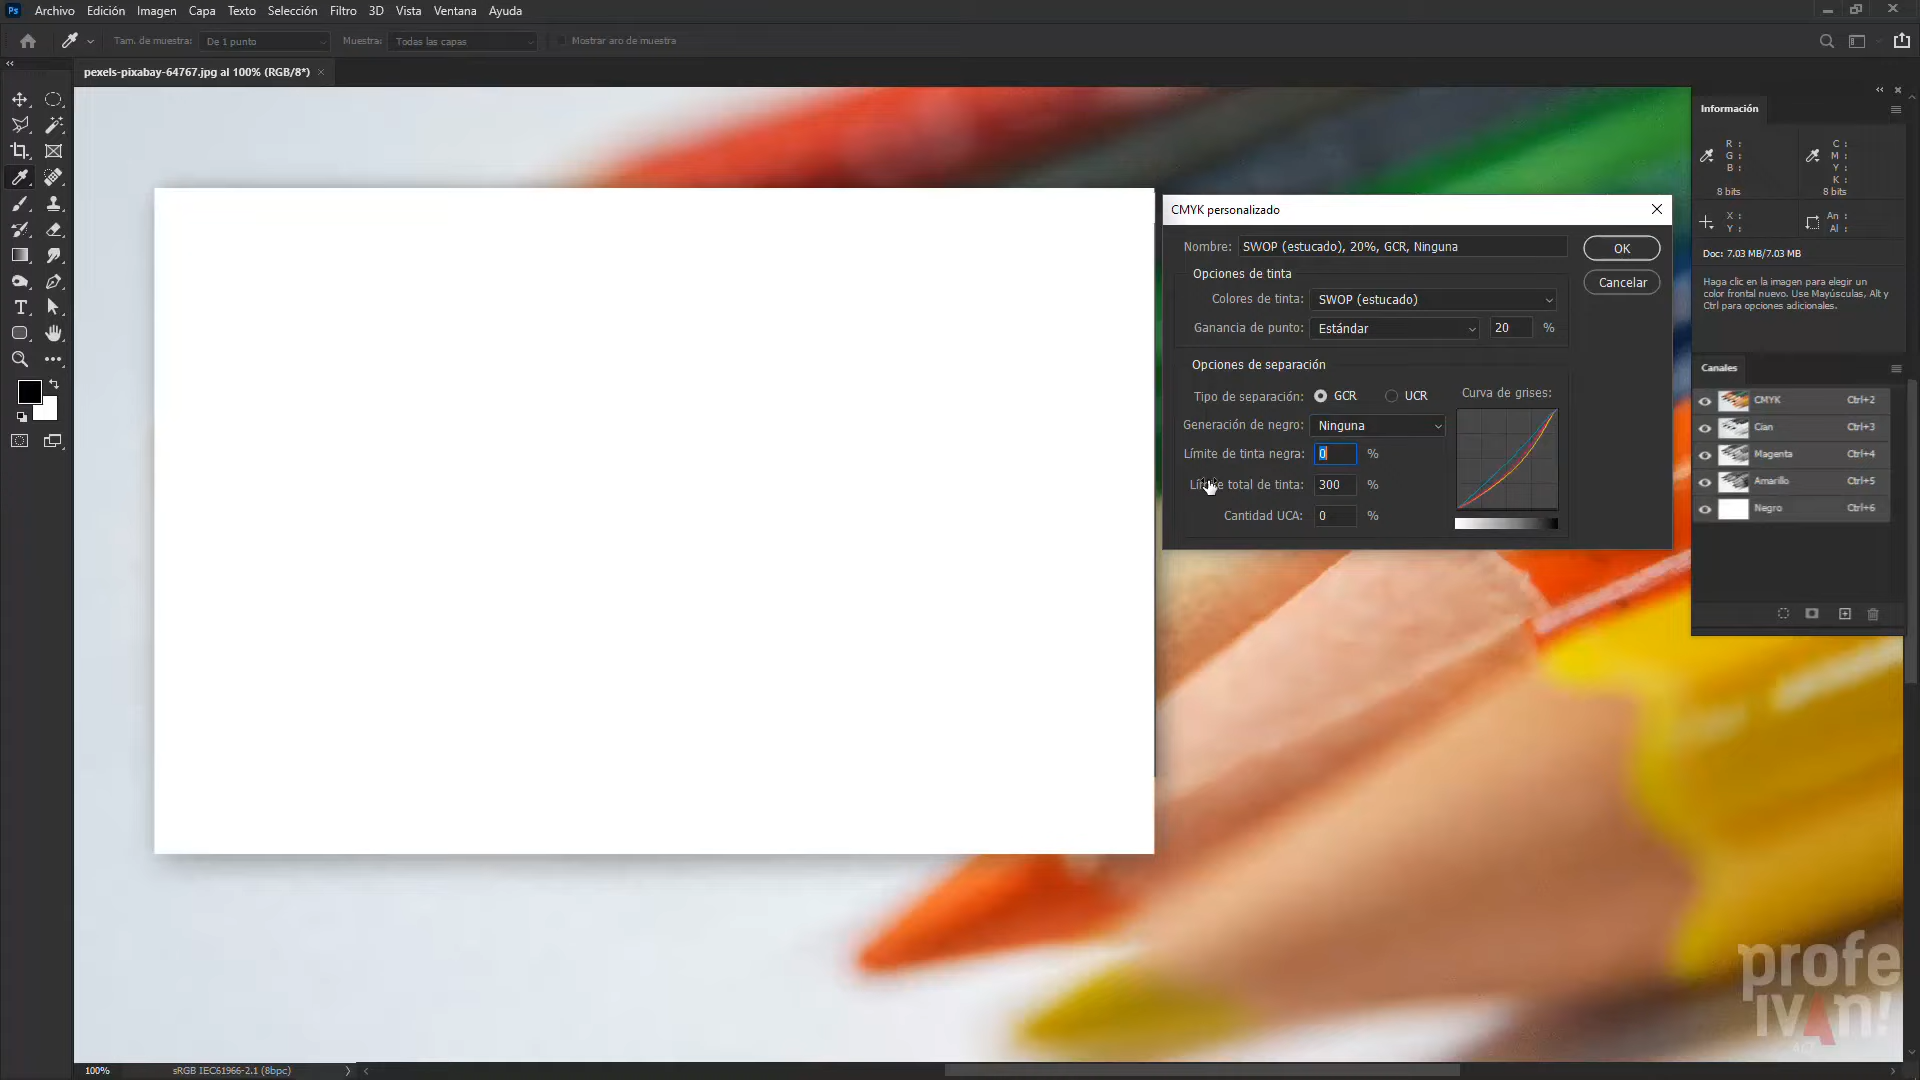 Ps Archivo Edición Imagen Capa Texto Selección Filtro 3D Vista Ventana Ayuda
Tam. de muestra: De 1 punto Muestra: Todas las capas Mostrar aro de muestra
pexels-pixabay-64767.jpg al 100% (RGB/8*)
CMYK personalizado
Nombre: SWOP (estucado), 20%, GCR, Ninguna
OK
Opciones de tinta
Cancelar
Colores de tinta: SWOP (estucado)
Ganancia de punto: Estándar 20 %
Opciones de separación
Tipo de separación: GCR UCR Curva de grises:
Generación de negro: Ninguna
Límite de tinta negra: 0 %
Límite total de tinta: 300 %
Cantidad UCA: 0 %
Información
R : C :
G : M :
B : Y :
K :
8 bits 8 bits
X : An :
Y : Al :
Doc: 7.03 MB/7.03 MB
Haga clic en la imagen para elegir un
color frontal nuevo. Use Mayúsculas, Alt y
Ctrl para opciones adicionales.
Canales
CMYK Ctrl+2
Cian Ctrl+3
Magenta Ctrl+4
Amarillo Ctrl+5
Negro Ctrl+6
profe
IVAN!
100% sRGB IEC61966-2.1 (8bpc)